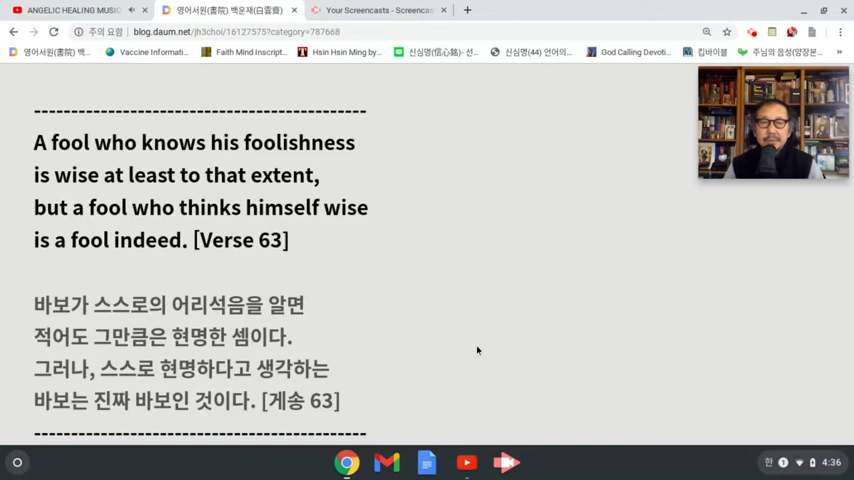 ANGELIC HEALING MUSIC
영어서원(書院) 백운재(白雲齋)
Your Screencasts - Screencas
주의 요함
blog.daum.net/jh3choi/16127575?category=787668
영어서원(書院) 백...
Vaccine Informati...
Faith Mind Inscript...
Hsin Hsin Ming by...
신심명(信心銘)-...
신심명(44) 언어의...
God Calling Devoti...
킹바이블
주님의 음성(앙장본...
»
------------------------------------------
A fool who knows his foolishness
is wise at least to that extent,
but a fool who thinks himself wise
is a fool indeed. [Verse 63]
바보가 스스로의 어리석음을 알면
적어도 그만큼은 현명한 셈이다.
그러나, 스스로 현명하다고 생각하는
바보는 진짜 바보인 것이다. [게송 63]
------------------------------------------
한
1
4:36